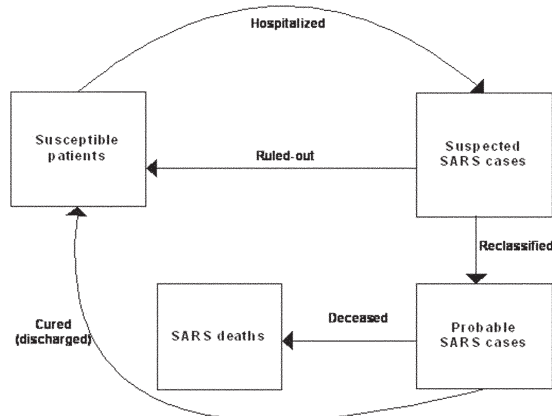 Hospitalized
Susceptible
patients
Suspected
SARS cases
Ruled-out
Reclassified
Cured
(discharged)
SARS deaths
Deceased
Probable
SARS cases